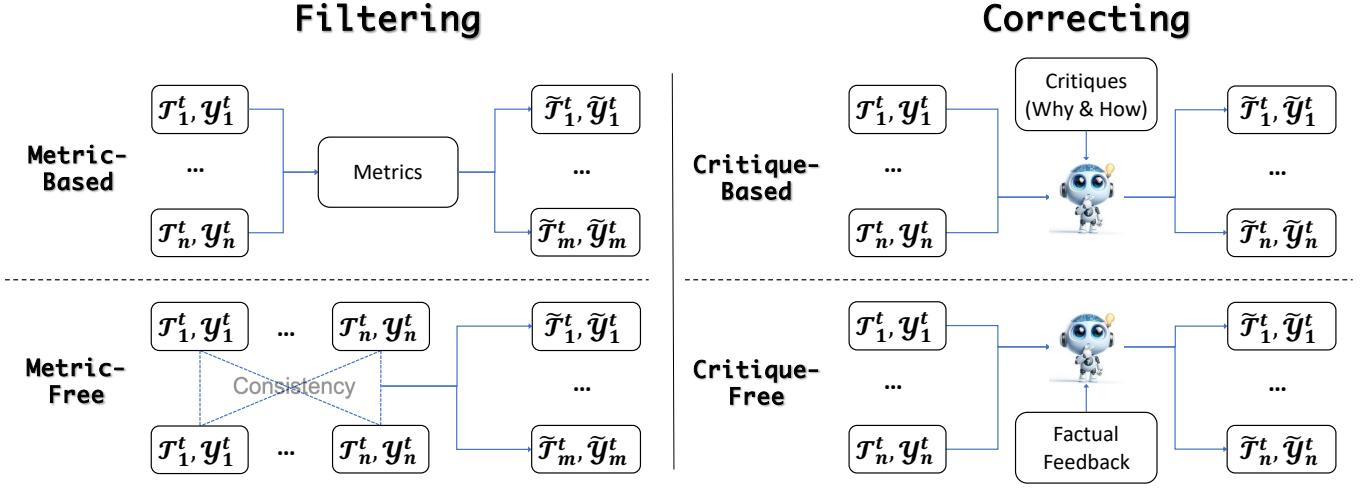 Filtering
Correcting
Metric-
Based
𝒯₁ᵗ, 𝒴₁ᵗ
...
𝒯ₙᵗ, 𝒴ₙᵗ
Metrics
𝒯̃₁ᵗ, 𝒴̃₁ᵗ
...
𝒯̃ₘᵗ, 𝒴̃ₘᵗ
Critique-
Based
𝒯₁ᵗ, 𝒴₁ᵗ
...
𝒯ₙᵗ, 𝒴ₙᵗ
Critiques
(Why & How)
𝒯̃₁ᵗ, 𝒴̃₁ᵗ
...
𝒯̃ₙᵗ, 𝒴̃ₙᵗ
Metric-
Free
𝒯₁ᵗ, 𝒴₁ᵗ ... 𝒯ₙᵗ, 𝒴ₙᵗ
Consistency
𝒯₁ᵗ, 𝒴₁ᵗ ... 𝒯ₙᵗ, 𝒴ₙᵗ
𝒯̃₁ᵗ, 𝒴̃₁ᵗ
...
𝒯̃ₘᵗ, 𝒴̃ₘᵗ
Critique-
Free
𝒯₁ᵗ, 𝒴₁ᵗ
...
𝒯ₙᵗ, 𝒴ₙᵗ
Factual
Feedback
𝒯̃₁ᵗ, 𝒴̃₁ᵗ
...
𝒯̃ₙᵗ, 𝒴̃ₙᵗ